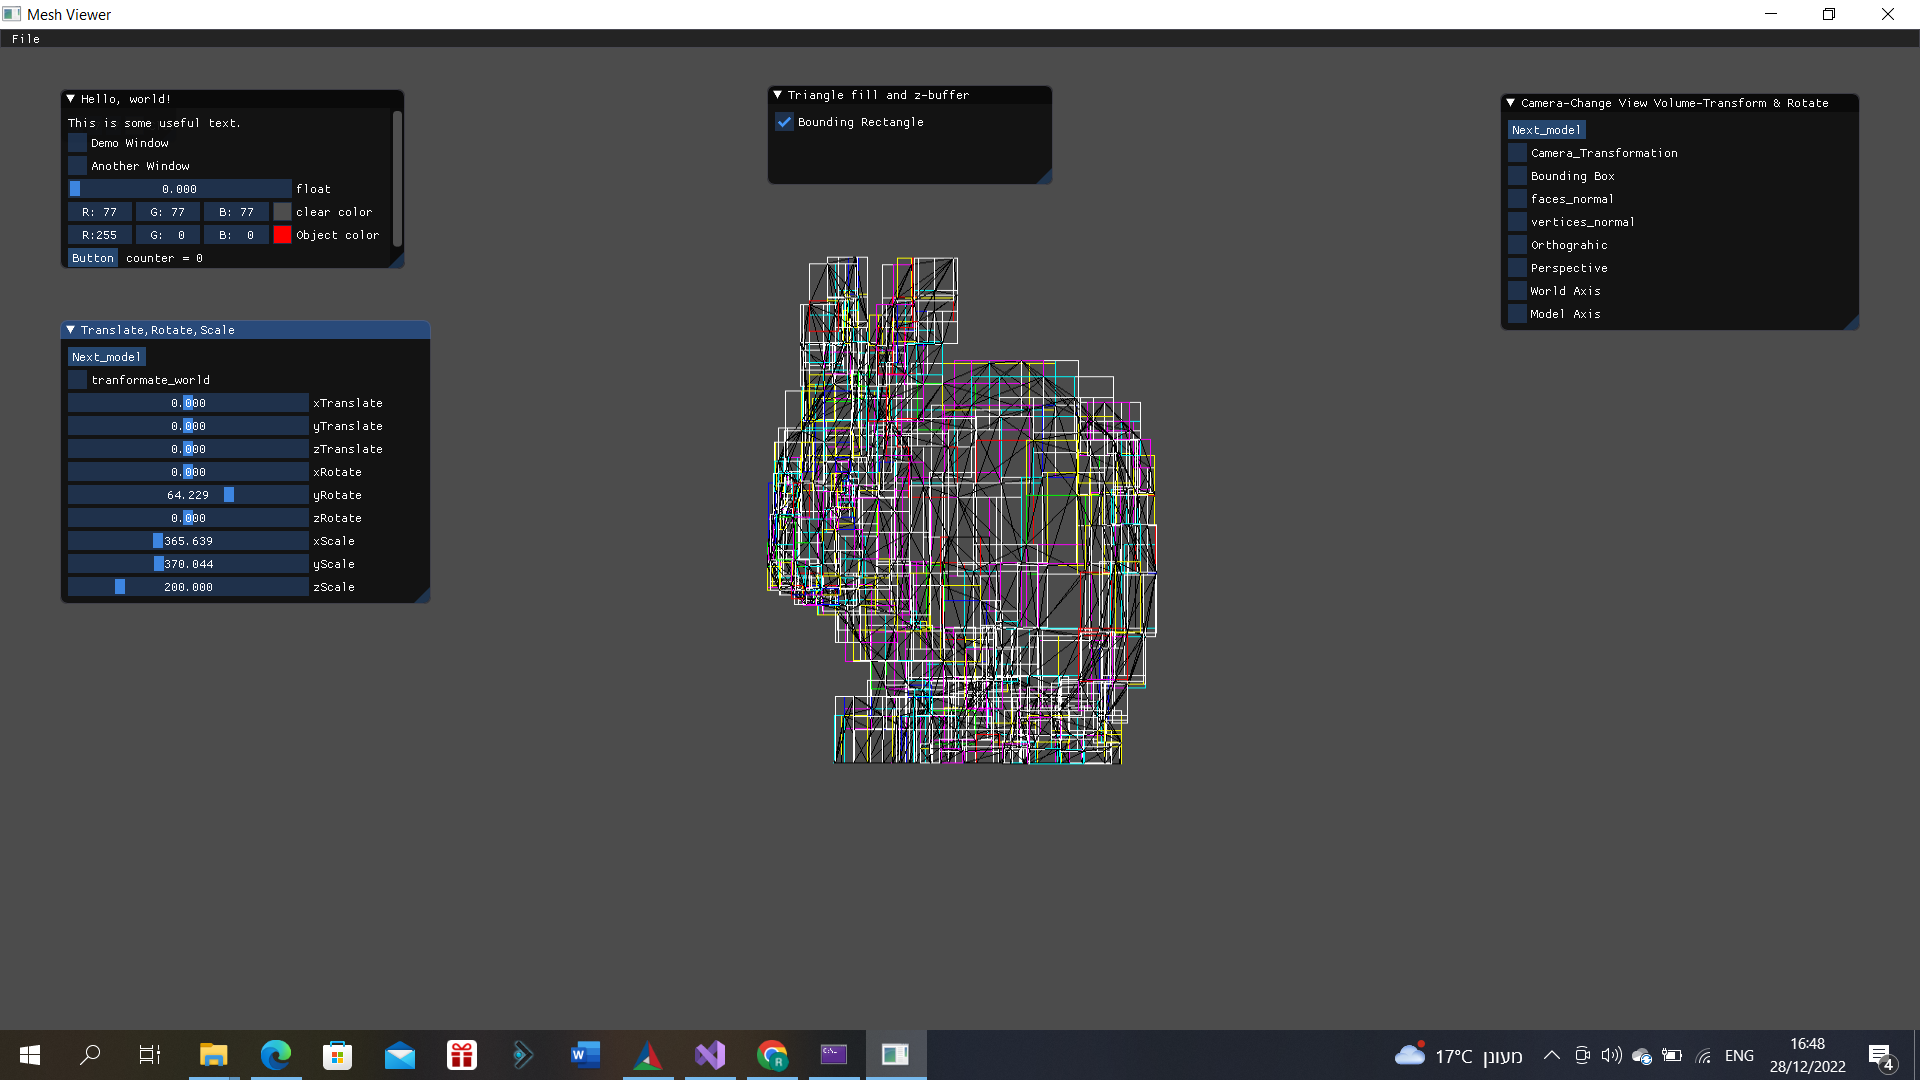 Mesh Viewer
File
Hello, world!
This is some useful text.
Demo Window
Another Window
0.000 float
R: 77 G: 77 B: 77 clear color
R:255 G: 0 B: 0 Object color
Button counter = 0
Triangle fill and z-buffer
Bounding Rectangle
Camera-Change View Volume-Transform & Rotate
Next_model
Camera_Transformation
Bounding Box
faces_normal
vertices_normal
Orthograhic
Perspective
World Axis
Model Axis
Translate,Rotate,Scale
Next_model
tranformate_world
0.000 xTranslate
0.000 yTranslate
0.000 zTranslate
0.000 xRotate
64.229 yRotate
0.000 zRotate
365.639 xScale
370.044 yScale
200.000 zScale
17°C מעונן
ENG
16:48
28/12/2022
4